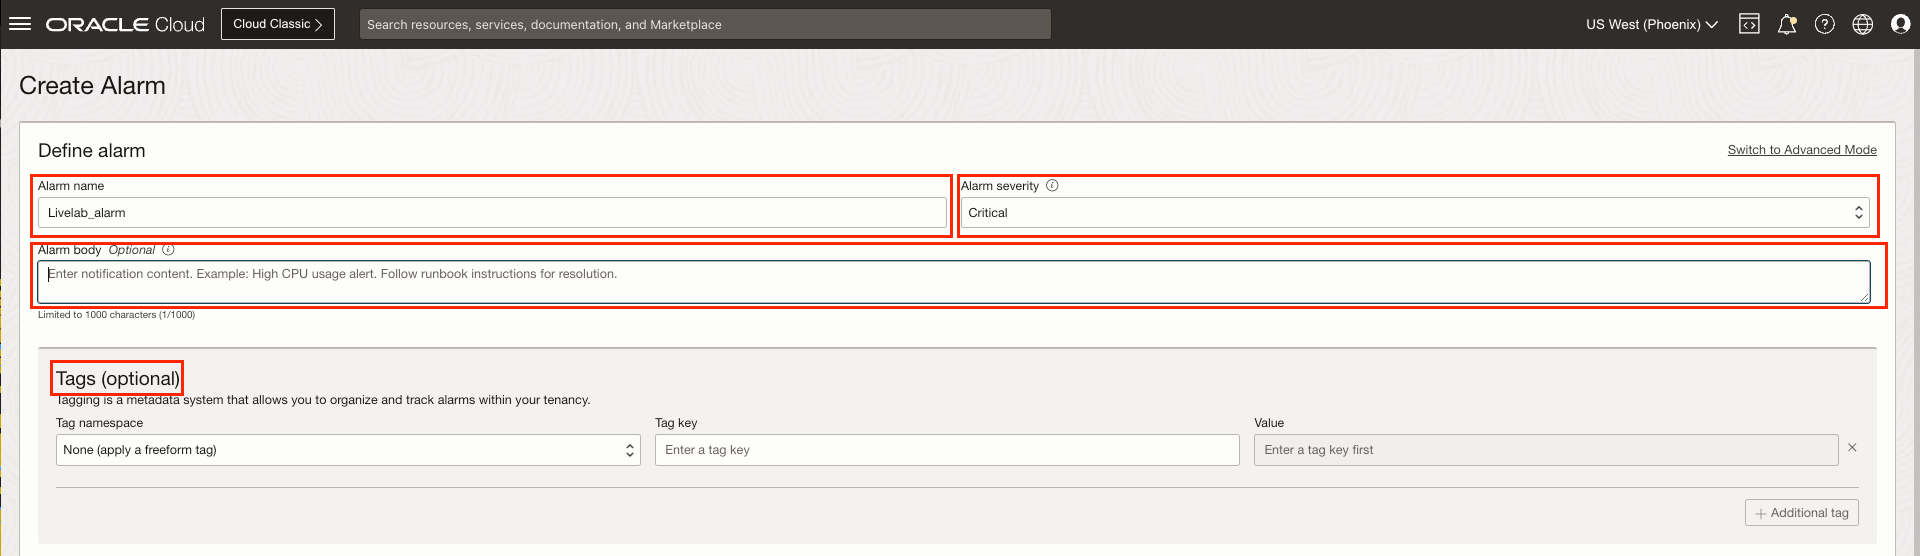 ORACLE Cloud
Cloud Classic
Search resources, services, documentation, and Marketplace
US West (Phoenix)
Create Alarm
Define alarm
Switch to Advanced Mode
Alarm name
Alarm severity
Livelab_alarm
Critical
Alarm body Optional
Enter notification content. Example: High CPU usage alert. Follow runbook instructions for resolution.
Limited to 1000 characters (1/1000)
Tags (optional)
Tagging is a metadata system that allows you to organize and track alarms within your tenancy.
Tag namespace
Tag key
Value
None (apply a freeform tag)
Enter a tag key
Enter a tag key first
+ Additional tag